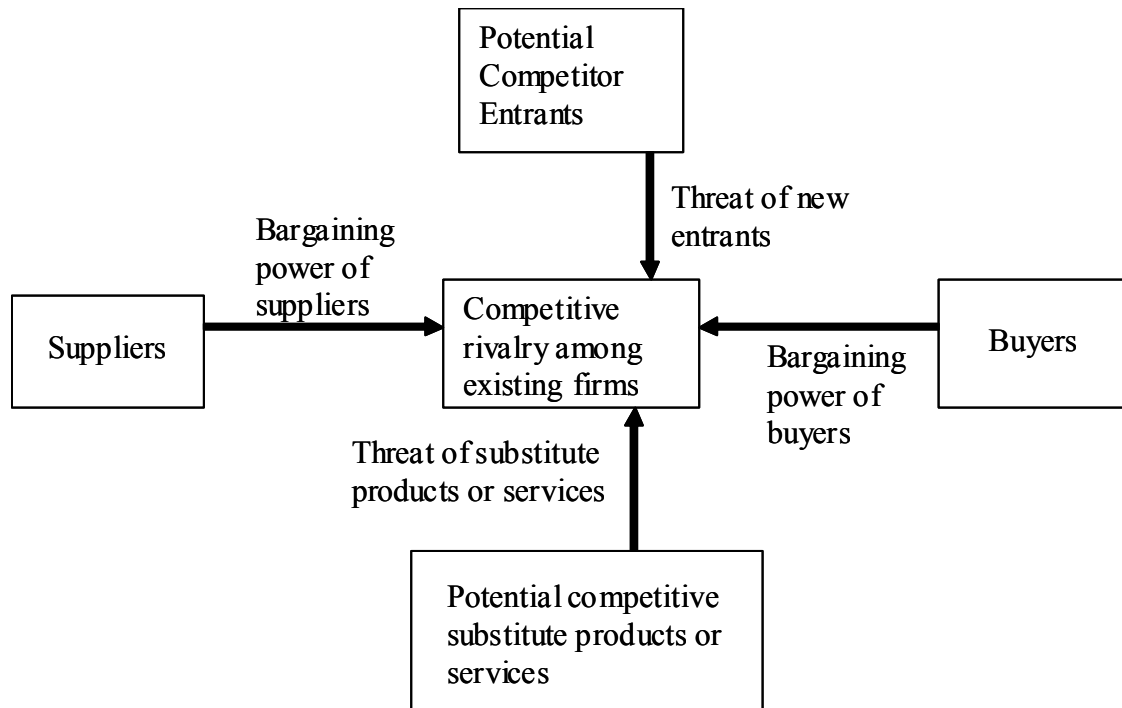 Potential
Competitor
Entrants
Threat of new
entrants
Bargaining
power of
suppliers
Suppliers
Competitive
rivalry among
existing firms
Buyers
Bargaining
power of
buyers
Threat of substitute
products or services
Potential competitive
substitute products or
services